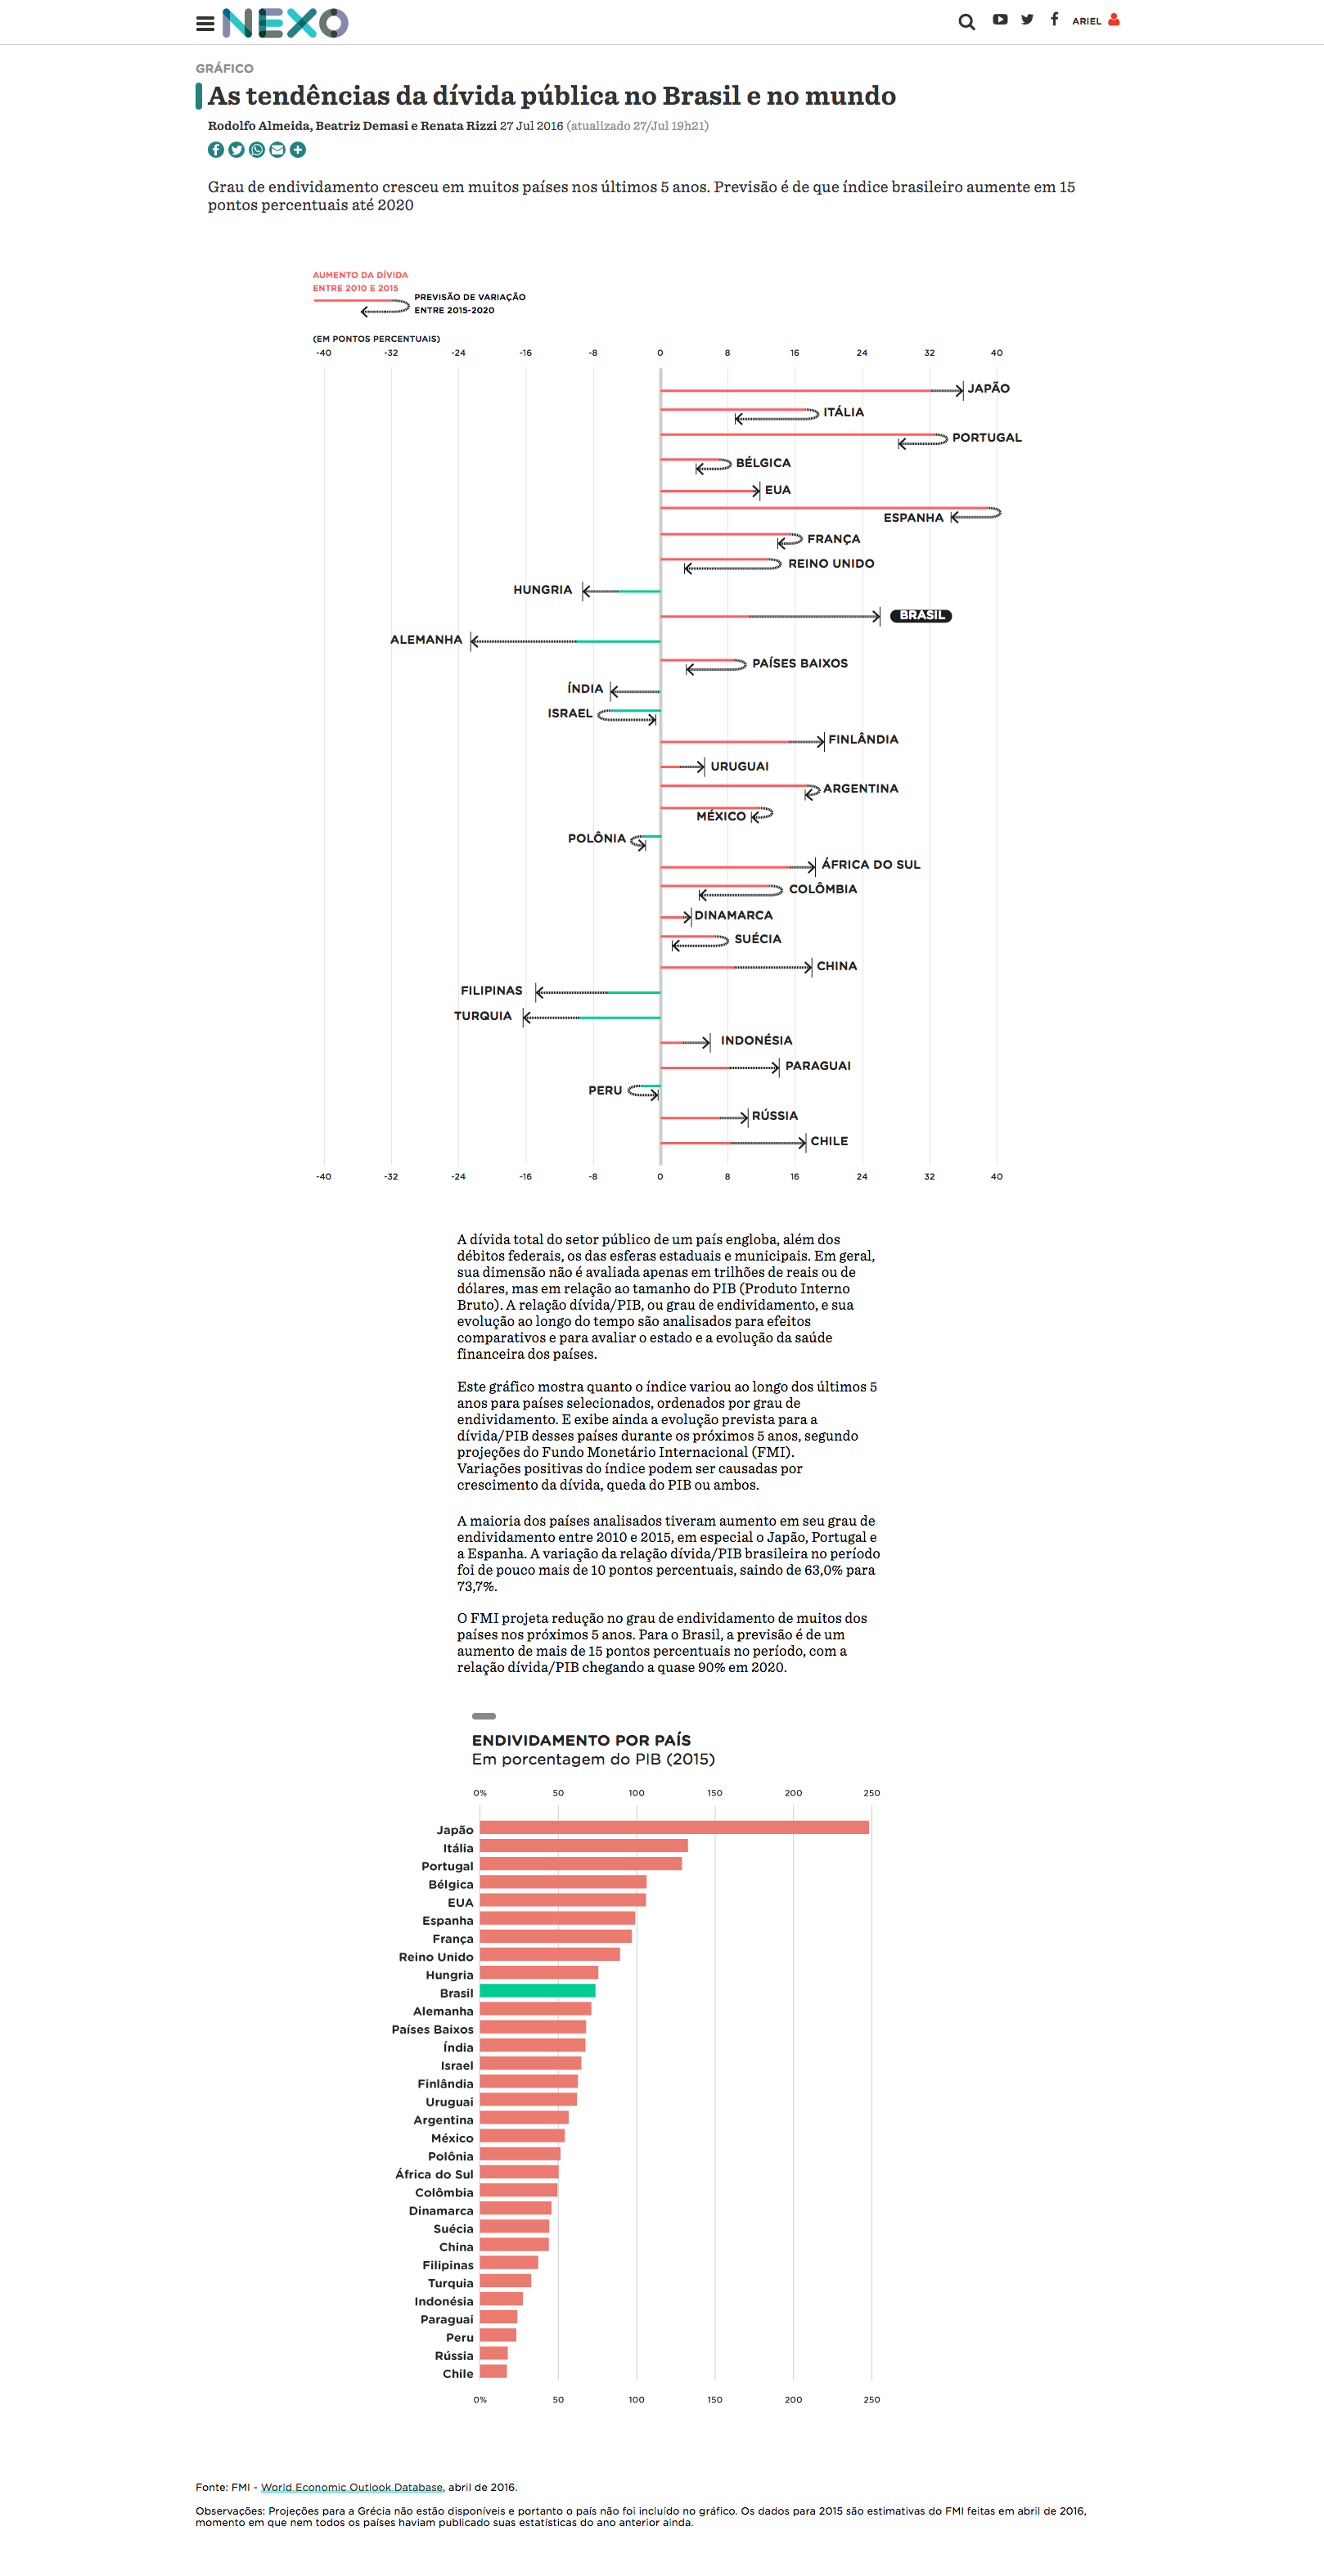 NEXO
ARIEL
GRÁFICO
As tendências da dívida pública no Brasil e no mundo
Rodolfo Almeida, Beatriz Demasi e Renata Rizzi 27 Jul 2016 (atualizado 27/Jul 19h21)
Grau de endividamento cresceu em muitos países nos últimos 5 anos. Previsão é de que índice brasileiro aumente em 15
pontos percentuais até 2020
AUMENTO DA DÍVIDA
ENTRE 2010 E 2015
PREVISÃO DE VARIAÇÃO
ENTRE 2015-2020
(EM PONTOS PERCENTUAIS)
-40 -32 -24 -16 -8 0 8 16 24 32 40
JAPÃO
ITÁLIA
PORTUGAL
BÉLGICA
EUA
ESPANHA
FRANÇA
REINO UNIDO
HUNGRIA
BRASIL
ALEMANHA
PAÍSES BAIXOS
ÍNDIA
ISRAEL
FINLÂNDIA
URUGUAI
ARGENTINA
MÉXICO
POLÔNIA
ÁFRICA DO SUL
COLÔMBIA
DINAMARCA
SUÉCIA
CHINA
FILIPINAS
TURQUIA
INDONÉSIA
PARAGUAI
PERU
RÚSSIA
CHILE
-40 -32 -24 -16 -8 0 8 16 24 32 40
A dívida total do setor público de um país engloba, além dos
débitos federais, os das esferas estaduais e municipais. Em geral,
sua dimensão não é avaliada apenas em trilhões de reais ou de
dólares, mas em relação ao tamanho do PIB (Produto Interno
Bruto). A relação dívida/PIB, ou grau de endividamento, e sua
evolução ao longo do tempo são analisados para efeitos
comparativos e para avaliar o estado e a evolução da saúde
financeira dos países.
Este gráfico mostra quanto o índice variou ao longo dos últimos 5
anos para países selecionados, ordenados por grau de
endividamento. E exibe ainda a evolução prevista para a
dívida/PIB desses países durante os próximos 5 anos, segundo
projeções do Fundo Monetário Internacional (FMI).
Variações positivas do índice podem ser causadas por
crescimento da dívida, queda do PIB ou ambos.
A maioria dos países analisados tiveram aumento em seu grau de
endividamento entre 2010 e 2015, em especial o Japão, Portugal e
a Espanha. A variação da relação dívida/PIB brasileira no período
foi de pouco mais de 10 pontos percentuais, saindo de 63,0% para
73,7%.
O FMI projeta redução no grau de endividamento de muitos dos
países nos próximos 5 anos. Para o Brasil, a previsão é de um
aumento de mais de 15 pontos percentuais no período, com a
relação dívida/PIB chegando a quase 90% em 2020.
ENDIVIDAMENTO POR PAÍS
Em porcentagem do PIB (2015)
0% 50 100 150 200 250
Japão
Itália
Portugal
Bélgica
EUA
Espanha
França
Reino Unido
Hungria
Brasil
Alemanha
Países Baixos
Índia
Israel
Finlândia
Uruguai
Argentina
México
Polônia
África do Sul
Colômbia
Dinamarca
Suécia
China
Filipinas
Turquia
Indonésia
Paraguai
Peru
Rússia
Chile
0% 50 100 150 200 250
Fonte: FMI - World Economic Outlook Database, abril de 2016.
Observações: Projeções para a Grécia não estão disponíveis e portanto o país não foi incluído no gráfico. Os dados para 2015 são estimativas do FMI feitas em abril de 2016,
momento em que nem todos os países haviam publicado suas estatísticas do ano anterior ainda.